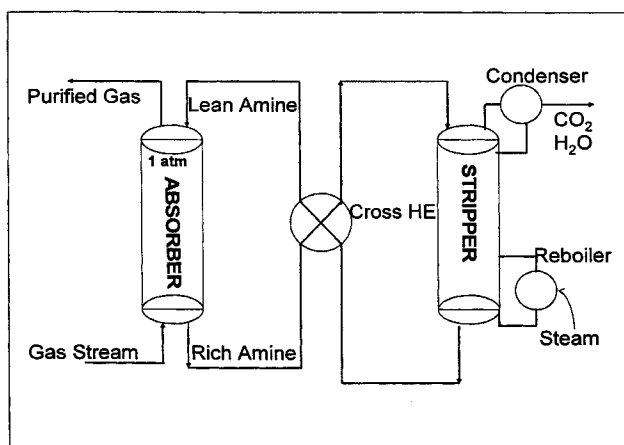 Condenser
Purified Gas
Lean Amine
CO₂
H₂O
1 atm
ABSORBER
STRIPPER
Cross HE
Reboiler
Gas Stream
Rich Amine
Steam